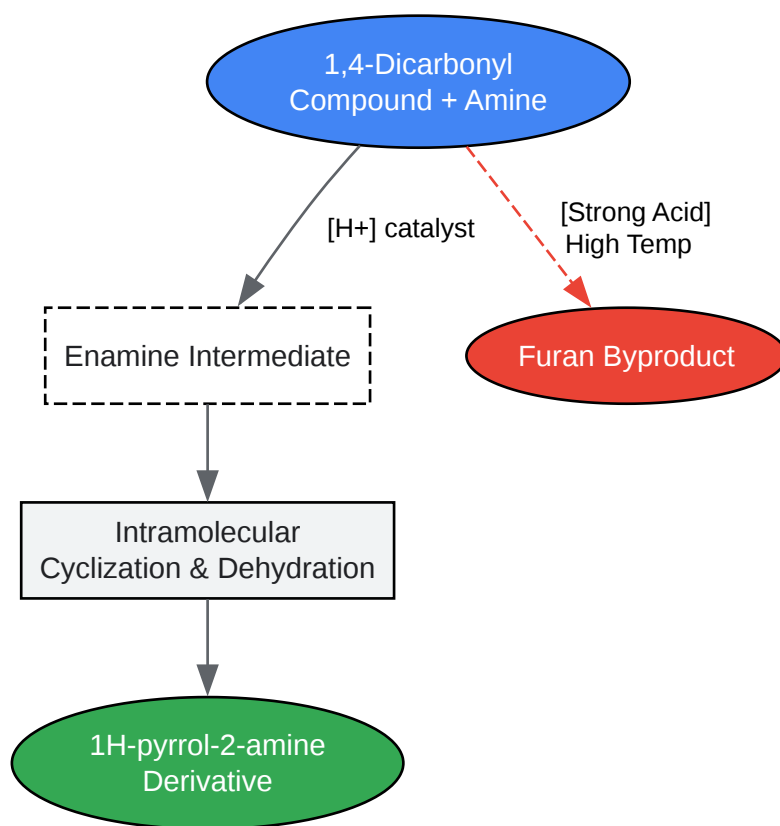 1,4-Dicarbonyl
Compound + Amine
[H+] catalyst
[Strong Acid]
High Temp
Enamine Intermediate
Furan Byproduct
Intramolecular
Cyclization & Dehydration
1H-pyrrol-2-amine
Derivative